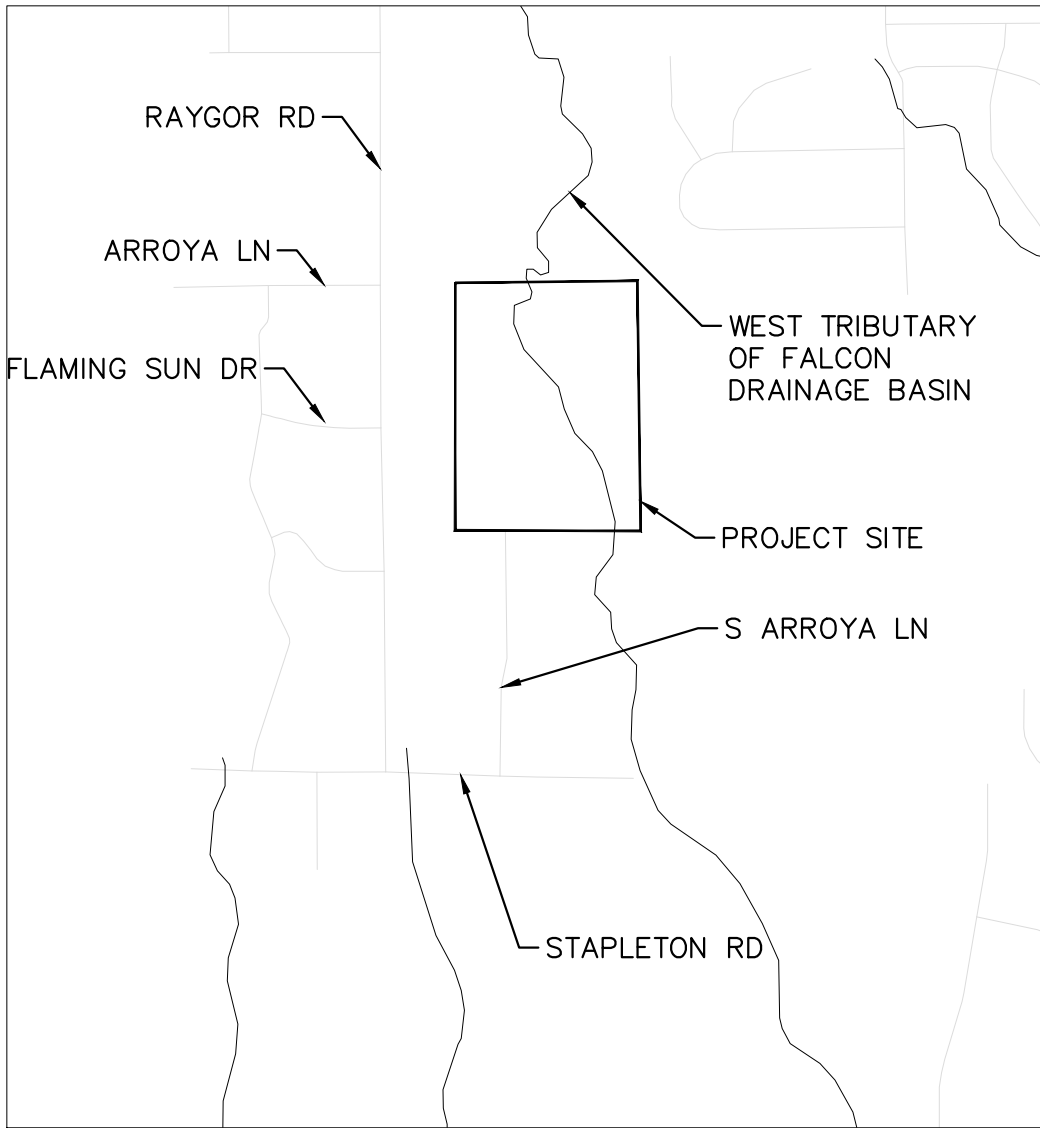 RAYGOR RD
ARROYA LN
WEST TRIBUTARY
OF FALCON
DRAINAGE BASIN
FLAMING SUN DR
PROJECT SITE
S ARROYA LN
STAPLETON RD